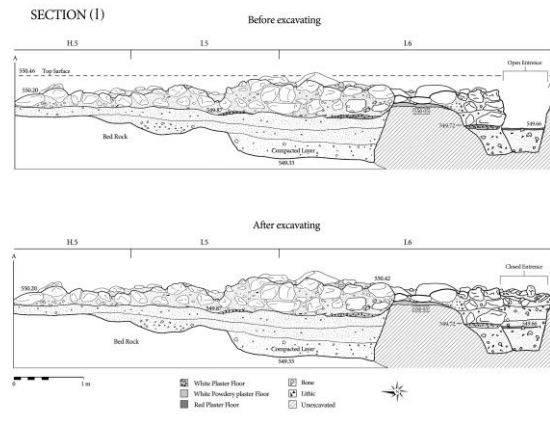 SECTION (I)
Before excavating
H.5 I.5 I.6
A
550.46 Top Surface
Open Entrence
550.20
549.87
549.72
549.66
Bed Rock
Compacted Layer
549.33
After excavating
H.5 I.5 I.6
A
Closed Entrence
550.20
550.42
549.87
549.72
549.66
Bed Rock
Compacted Layer
549.33
0 1 m
White Plaster Floor
White Powdery plaster Floor
Red Plaster Floor
Bone
Lithic
Unexcavated